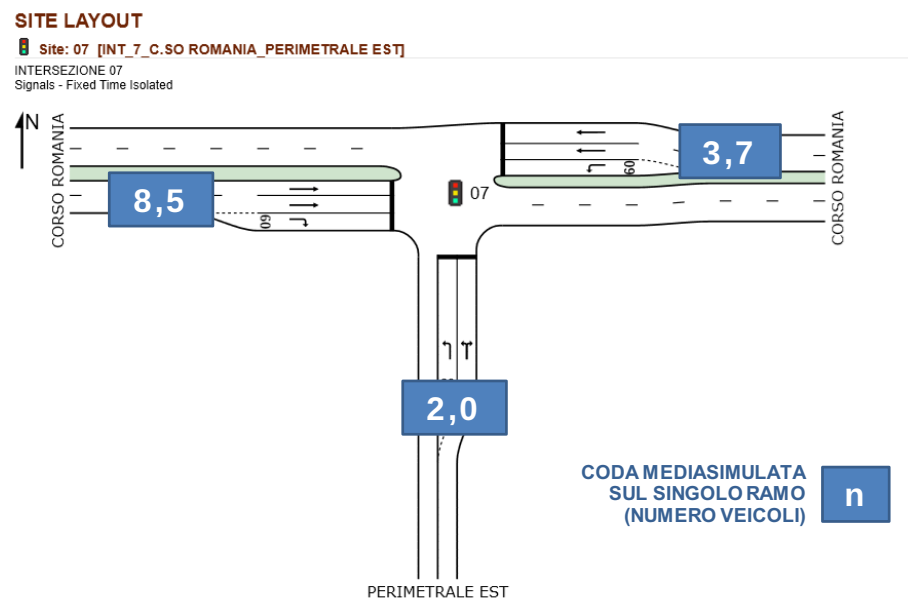 SITE LAYOUT
Site: 07 [INT_7_C.SO ROMANIA_PERIMETRALE EST]
INTERSEZIONE 07
Signals - Fixed Time Isolated
N
CORSO ROMANIA
CORSO ROMANIA
3,7
60
8,5
07
60
2,0
CODA MEDIASIMULATA
SUL SINGOLO RAMO
(NUMERO VEICOLI)
n
PERIMETRALE EST